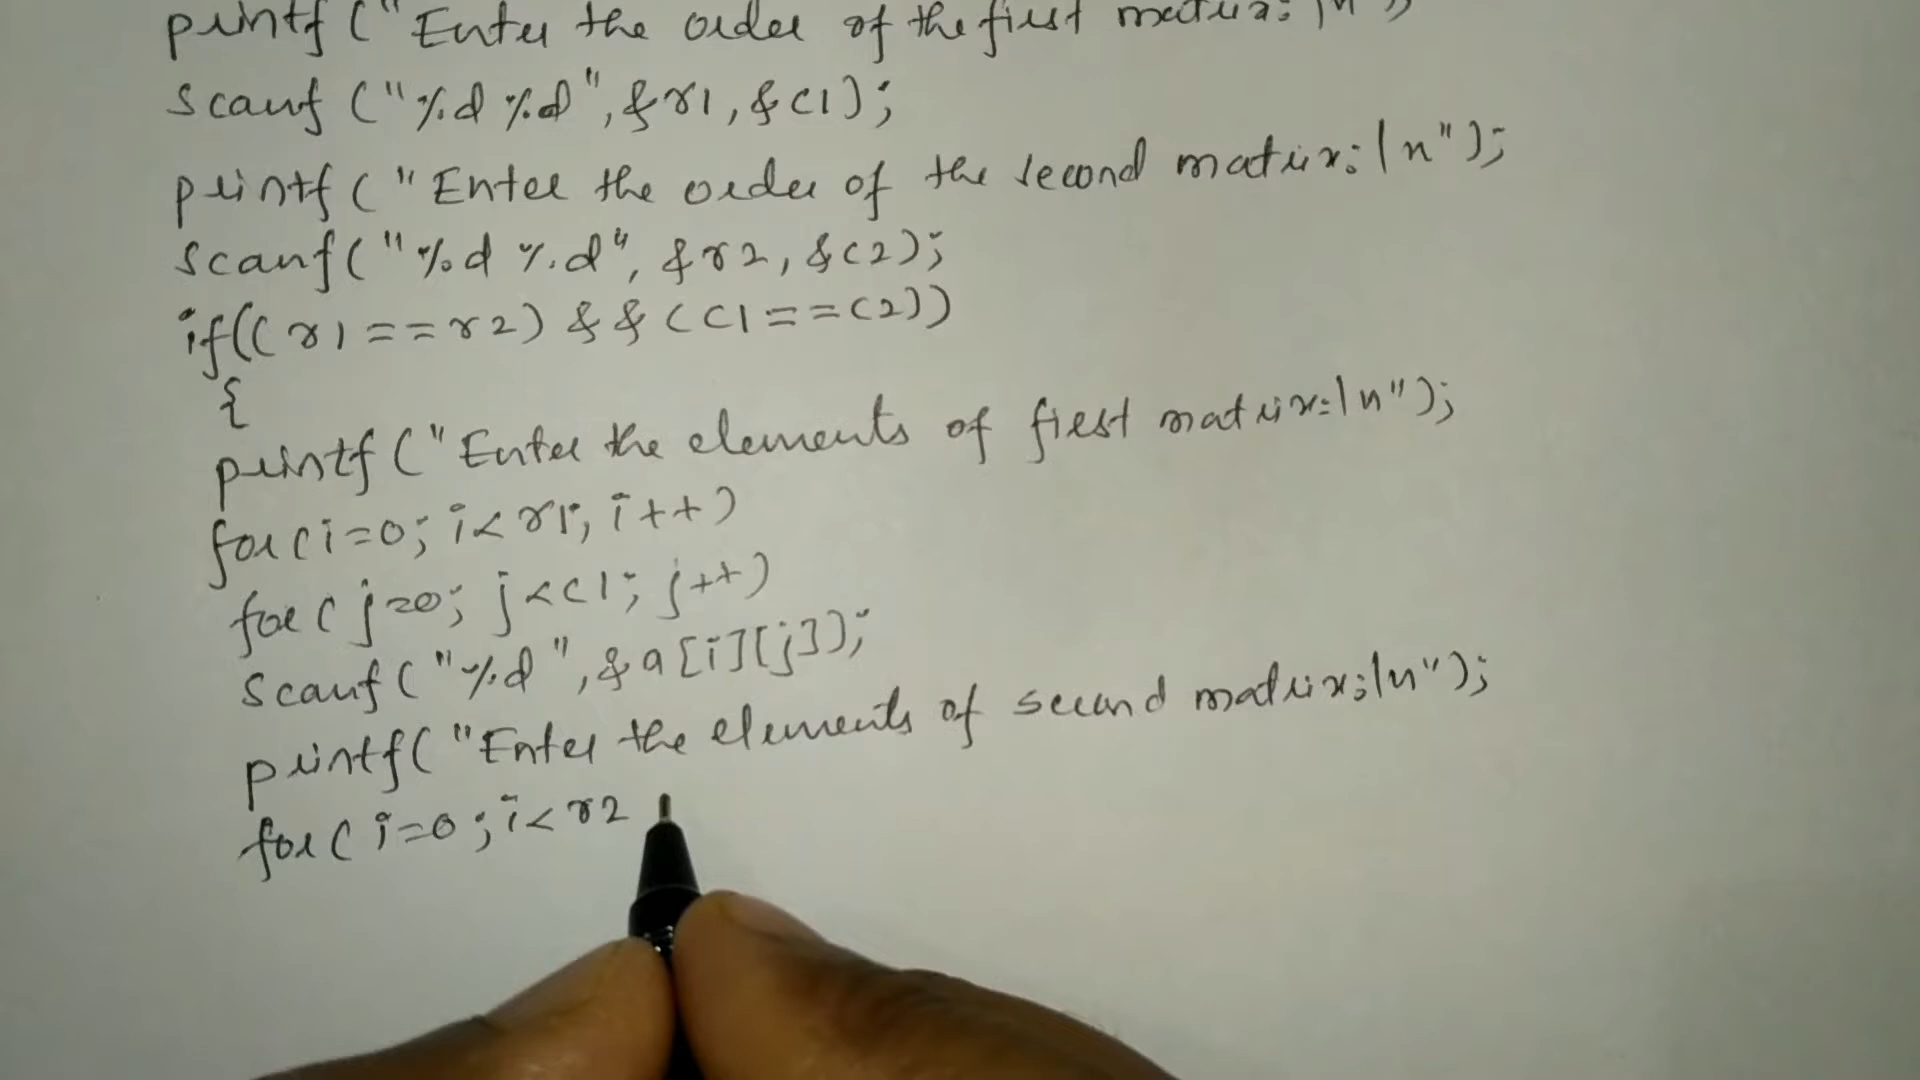 printf ("Enter the order of the first matrix: \n")
scanf ("%d %d", &r1, &c1);
printf ("Enter the order of the second matrix: \n");
scanf ("%d %d", &r2, &c2);
if((r1==r2) && (c1==c2))
{
printf ("Enter the elements of first matrix:\n");
for(i=0; i<r1; i++)
for(j=0; j<c1; j++)
scanf ("%d", &a[i][j]);
printf("Enter the elements of second matrix:\n");
for(i=0; i<r2